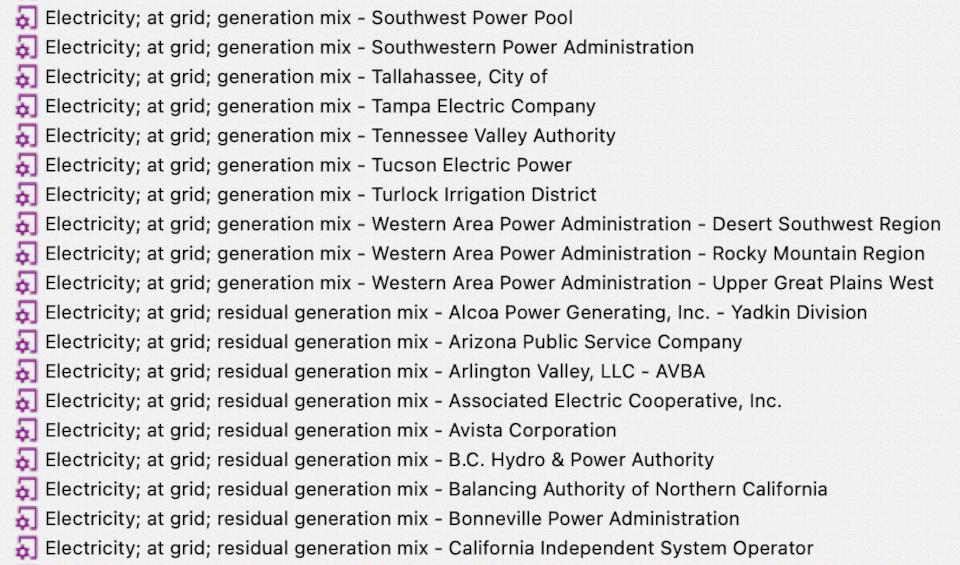 Electricity; at grid; generation mix - Southwest Power Pool
Electricity; at grid; generation mix - Southwestern Power Administration
Electricity; at grid; generation mix - Tallahassee, City of
Electricity; at grid; generation mix - Tampa Electric Company
Electricity; at grid; generation mix - Tennessee Valley Authority
Electricity; at grid; generation mix - Tucson Electric Power
Electricity; at grid; generation mix - Turlock Irrigation District
Electricity; at grid; generation mix - Western Area Power Administration - Desert Southwest Region
Electricity; at grid; generation mix - Western Area Power Administration - Rocky Mountain Region
Electricity; at grid; generation mix - Western Area Power Administration - Upper Great Plains West
Electricity; at grid; residual generation mix - Alcoa Power Generating, Inc. - Yadkin Division
Electricity; at grid; residual generation mix - Arizona Public Service Company
Electricity; at grid; residual generation mix - Arlington Valley, LLC - AVBA
Electricity; at grid; residual generation mix - Associated Electric Cooperative, Inc.
Electricity; at grid; residual generation mix - Avista Corporation
Electricity; at grid; residual generation mix - B.C. Hydro & Power Authority
Electricity; at grid; residual generation mix - Balancing Authority of Northern California
Electricity; at grid; residual generation mix - Bonneville Power Administration
Electricity; at grid; residual generation mix - California Independent System Operator